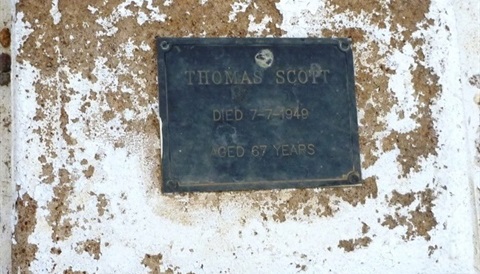 THOMAS SCOTT
DIED 7-7-1949
AGED 67 YEARS